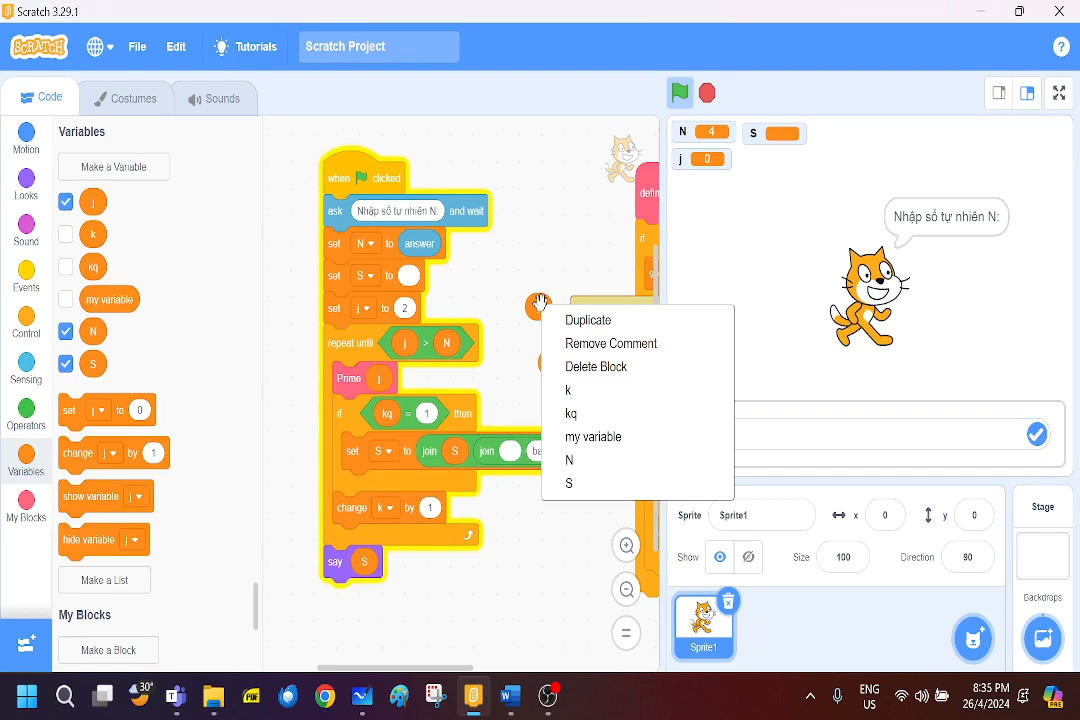 Scratch 3.29.1
SCRATCH File Edit Tutorials Scratch Project ?
Code Costumes Sounds
Motion
Looks
Sound
Events
Control
Sensing
Operators
Variables
My Blocks
Variables
Make a Variable
j
k
kq
my variable
N
S
set j to 0
change j by 1
show variable j
hide variable j
Make a List
My Blocks
Make a Block
when clicked
ask Nhập số tự nhiên N: and wait
set N to answer
set S to
set j to 2
repeat until j > N
Prime j
if kq = 1 then
set S to join S join
change k by 1
say S
Duplicate
Remove Comment
Delete Block
k
kq
my variable
N
S
if
N 4
S
j 0
Nhập số tự nhiên N:
Sprite Sprite1 x 0 y 0
Show Size 100 Direction 90
Sprite1
Stage
Backdrops
30°
PDF
ENG
US
8:35 PM
26/4/2024
PRE